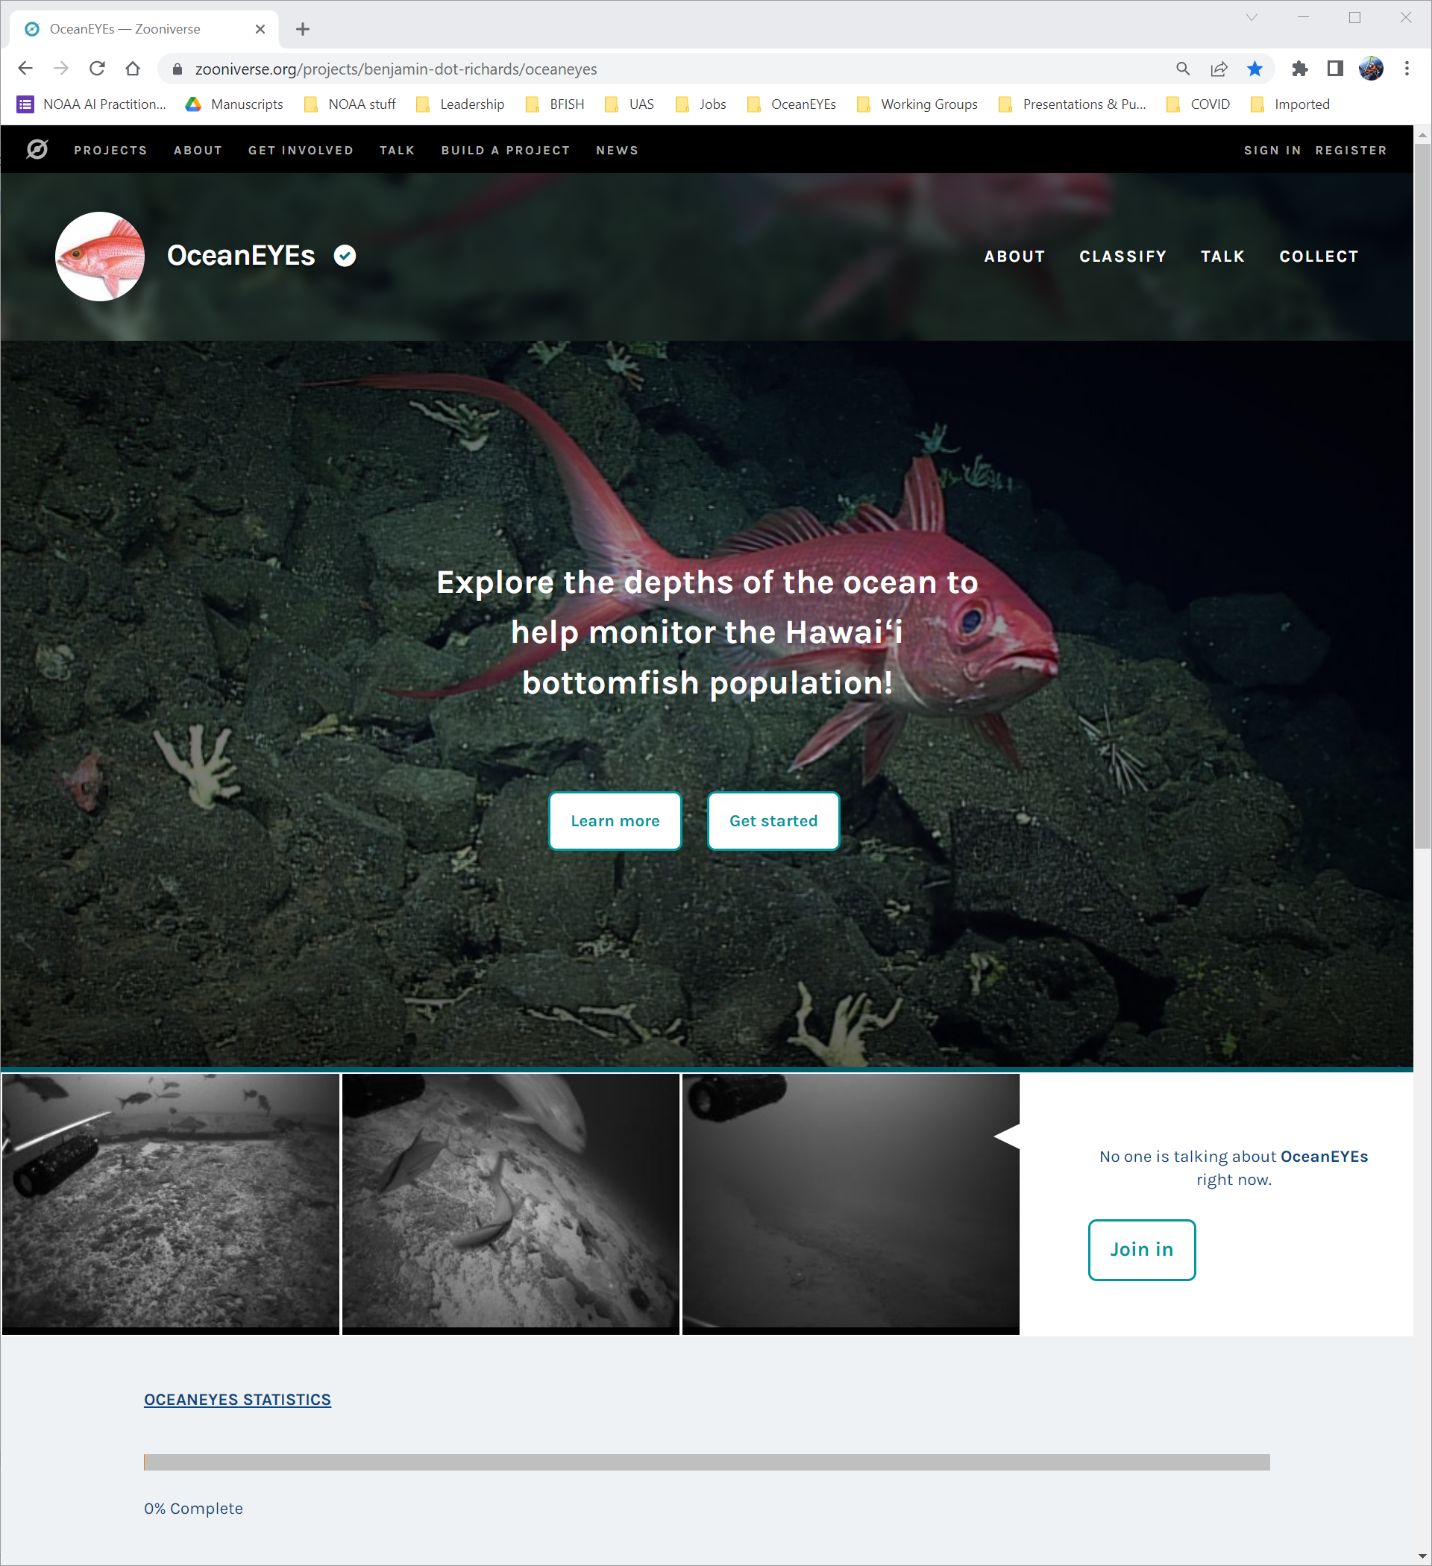 OceanEYEs — Zooniverse
zooniverse.org/projects/benjamin-dot-richards/oceaneyes
NOAA AI Practition... Manuscripts NOAA stuff Leadership BFISH UAS Jobs OceanEYEs Working Groups Presentations & Pu... COVID Imported
PROJECTS ABOUT GET INVOLVED TALK BUILD A PROJECT NEWS SIGN IN REGISTER
OceanEYEs ABOUT CLASSIFY TALK COLLECT
Explore the depths of the ocean to
help monitor the Hawaiʻi
bottomfish population!
Learn more Get started
No one is talking about OceanEYEs
right now.
Join in
OCEANEYES STATISTICS
0% Complete